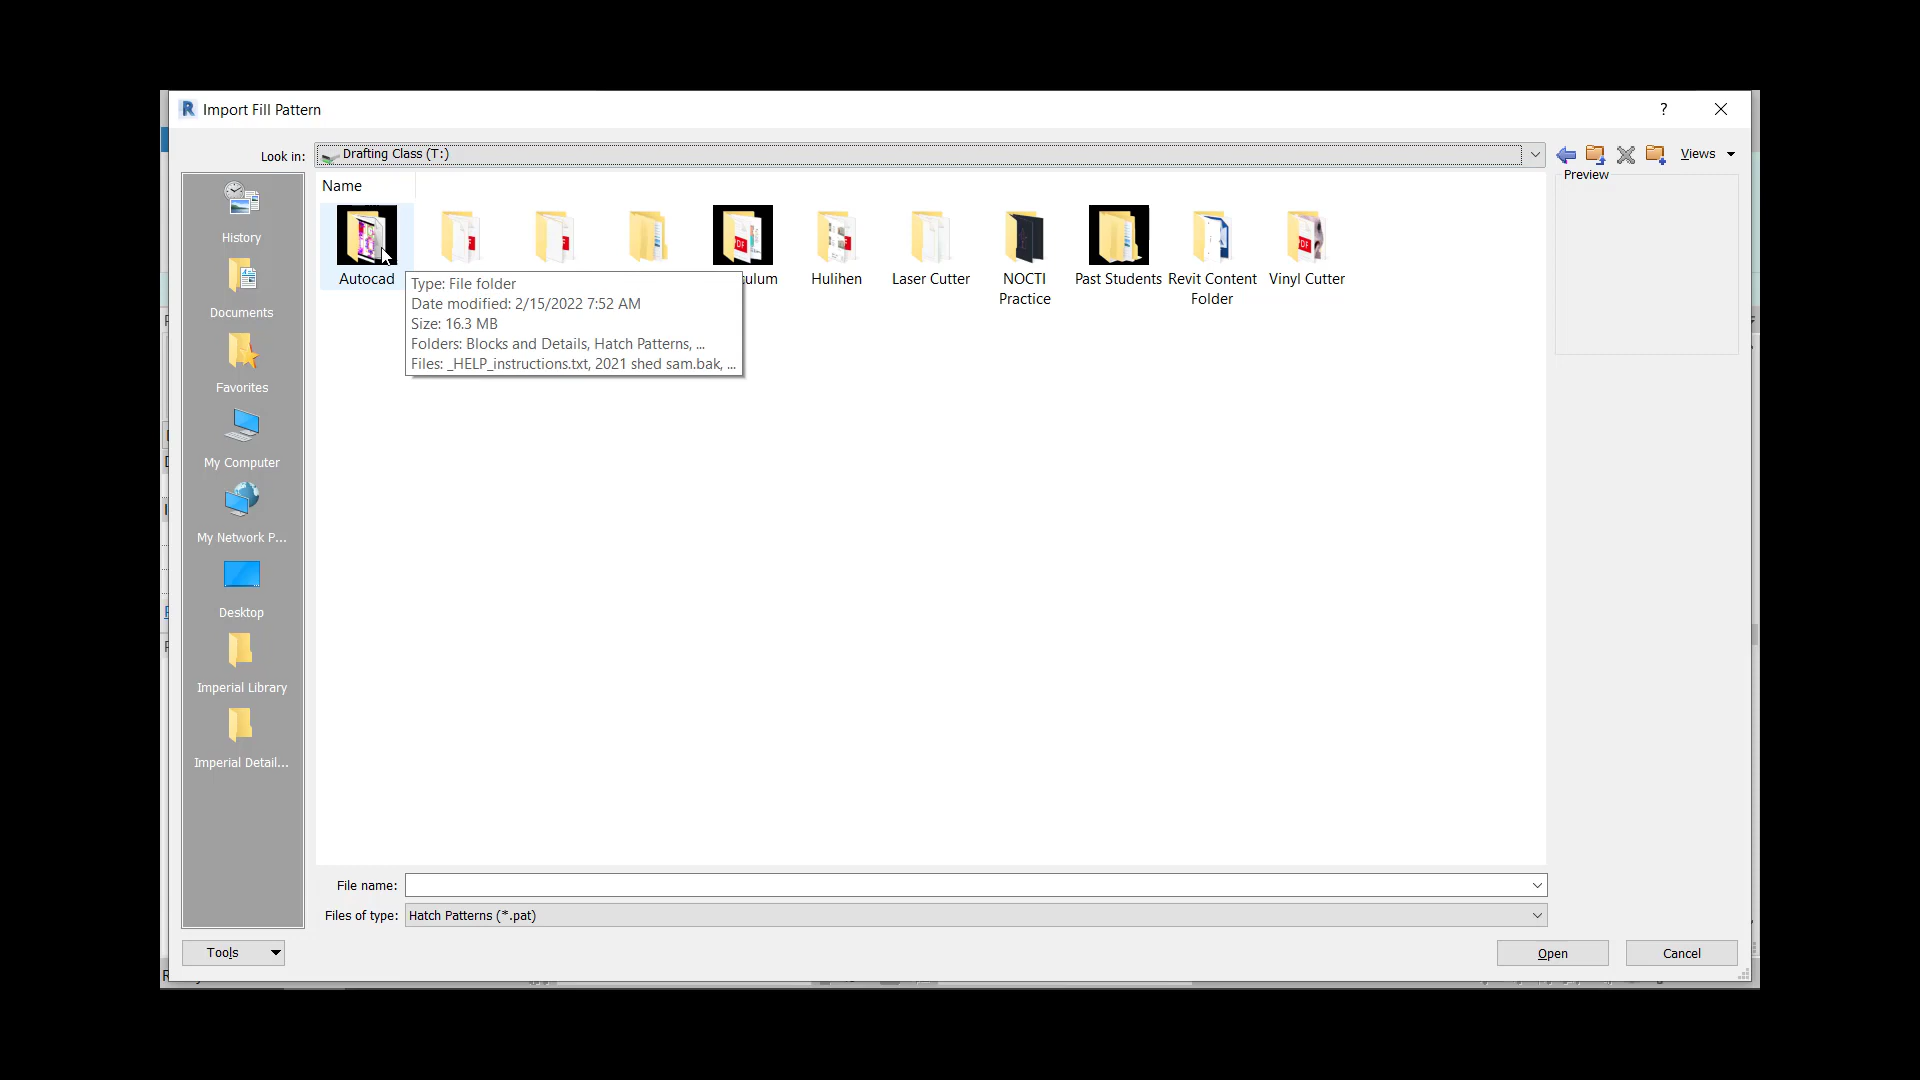 Import Fill Pattern
?
Look in:
Drafting Class (T:)
Views
Preview
Name
History
Documents
Favorites
My Computer
My Network P...
Desktop
Imperial Library
Imperial Detail...
Autocad
Hulihen
Laser Cutter
NOCTI
Practice
Past Students
Revit Content
Folder
Vinyl Cutter
Type: File folder
Date modified: 2/15/2022 7:52 AM
Size: 16.3 MB
Folders: Blocks and Details, Hatch Patterns, ...
Files: _HELP_instructions.txt, 2021 shed sam.bak, ...
File name:
Files of type:
Hatch Patterns (*.pat)
Tools
Open
Cancel